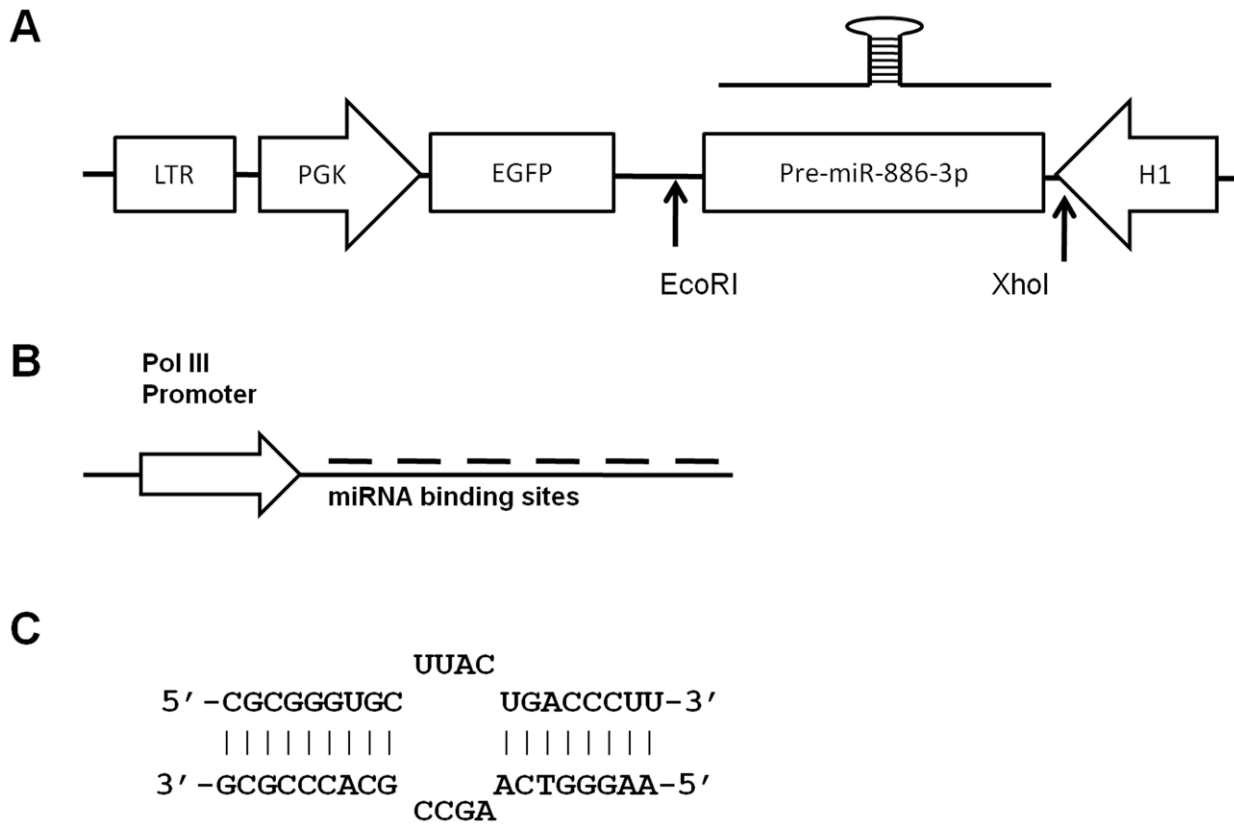 A
LTR PGK EGFP Pre-miR-886-3p H1
EcoRI XhoI
B
Pol III
Promoter
miRNA binding sites
C
UUAC
5′-CGCGGGUGC UGACCCUU-3′
3′-GCGCCCACG ACTGGGAA-5′
CCGA